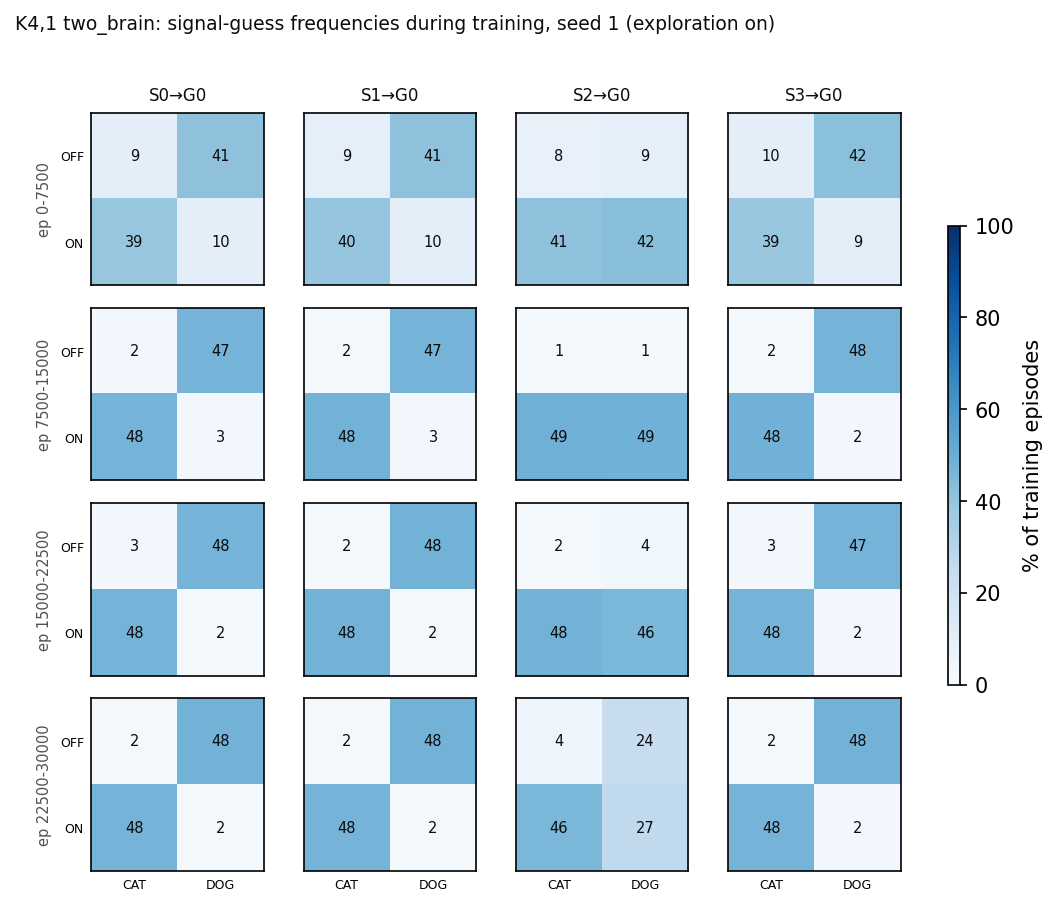 K4,1 two_brain: signal-guess frequencies during training, seed 1 (exploration on)
S0→G0 S1→G0 S2→G0 S3→G0
ep 0-7500
OFF 9 41 9 41 8 9 10 42
ON 39 10 40 10 41 42 39 9
ep 7500-15000
OFF 2 47 2 47 1 1 2 48
ON 48 3 48 3 49 49 48 2
ep 15000-22500
OFF 3 48 2 48 2 4 3 47
ON 48 2 48 2 48 46 48 2
ep 22500-30000
OFF 2 48 2 48 4 24 2 48
ON 48 2 48 2 46 27 48 2
CAT DOG CAT DOG CAT DOG CAT DOG
100
80
60
40
20
0
% of training episodes